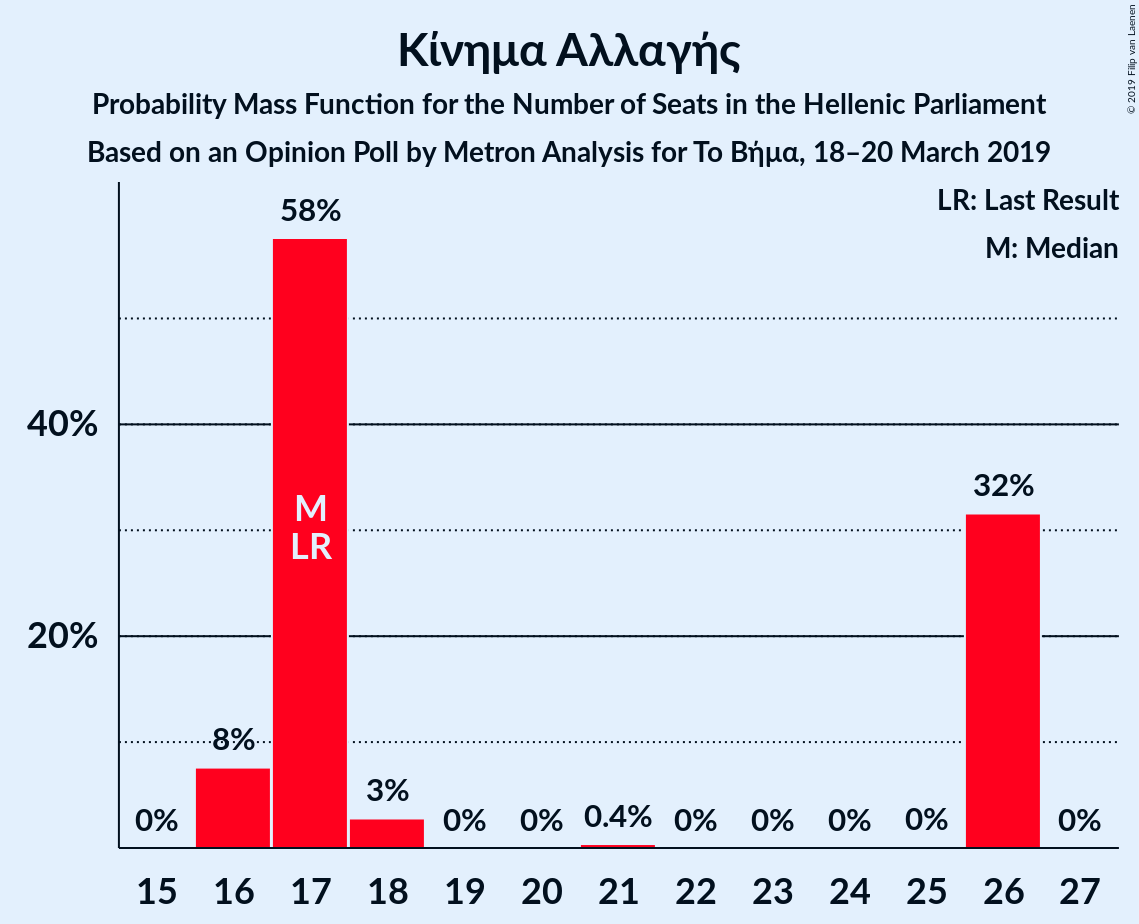 Κίνημα Αλλαγής
Probability Mass Function for the Number of Seats in the Hellenic Parliament
Based on an Opinion Poll by Metron Analysis for Το Βήμα, 18–20 March 2019
© 2019 Filip van Laenen
LR: Last Result
M: Median
58%
40%
32%
M
LR
20%
8%
3%
0%
0%
0%
0.4%
0%
0%
0%
0%
0%
15 16 17 18 19 20 21 22 23 24 25 26 27